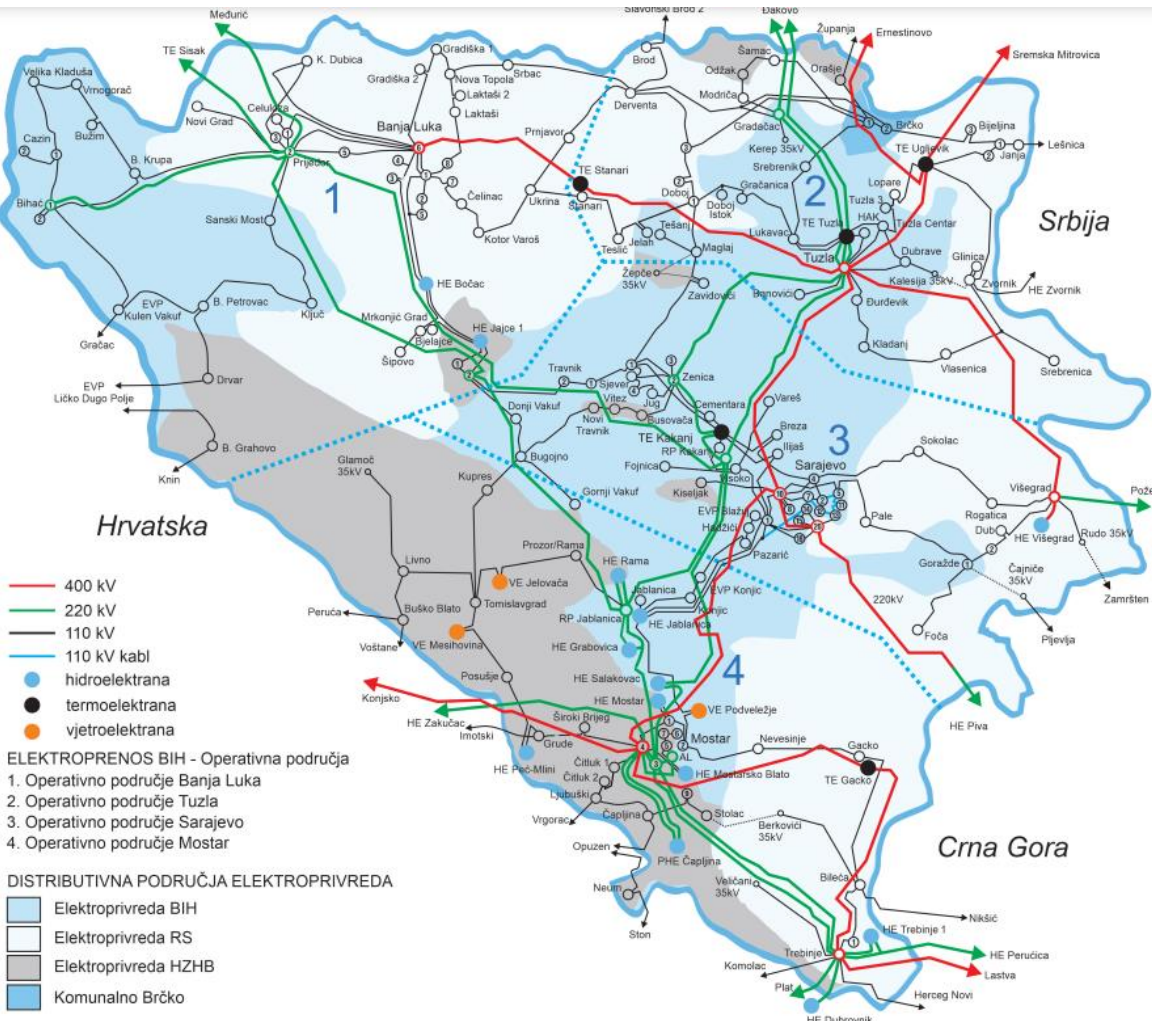 Međurić
TE Sisak
Slavonski Brod 2
Đakovo
Županja
Ernestinovo
Sremska Mitrovica
Velika Kladuša
Vrnograč
K. Dubica
Gradiška 1
Gradiška 2
Nova Topola
Srbac
Brod
Šamac
Odžak
Orašje
Modriča
Laktaši 2
Laktaši
Derventa
Novi Grad
Celukiza
Bužim
Cazin
Banja Luka
Prnjavor
Gradačac
Brčko
Bijeljina
Kerep 35kV
Janja
Lešnica
B. Krupa
Prijedor
TE Stanari
Srebrenik
TE Ugljevik
Bihać
1
Čelinac
Ukrina
Stanari
Doboj
Gračanica
Doboj
Istok
2
Lopare
Tuzla 3
HAK
TE Tuzla
Tuzla Centar
Srbija
Sanski Most
Kotor Varoš
Teslić
Jelah
Tešanj
Maglaj
Lukavac
Tuzla
Dubrave
Kalesija 35kV
Glinica
Zvornik
HE Zvornik
Žepče
35kV
Zavidovići
Banovići
Đurđevik
HE Bočac
EVP
Kulen Vakuf
B. Petrovac
Ključ
Mrkonjić Grad
Bjelajce
Šipovo
HE Jajce 1
Gračac
Kladanj
Vlasenica
Srebrenica
Drvar
EVP
Ličko Dugo Polje
Travnik
Sjever
Zenica
Jug
Vitez
Novi
Travnik
Busovača
Cementara
Vareš
TE Kakanj
RP Kakanj
Breza
Ilijaš
3
Donji Vakuf
B. Grahovo
Knin
Bugojno
Fojnica
Visoko
Kiseljak
Sarajevo
Sokolac
Glamoč
35kV
Kupres
Gornji Vakuf
EVP Blažuj
Hadžići
Pazarić
Pale
Rogatica
Višegrad
Pože
HE Višegrad
Dub
Rudo 35kV
Hrvatska
Prozor/Rama
HE Rama
Goražde
Čajniče
35kV
Zamršten
Livno
VE Jelovača
Jablanica
EVP Konjic
Konjic
220kV
Foča
Pljevlja
400 kV
220 kV
110 kV
110 kV kabl
hidroelektrana
termoelektrana
vjetroelektrana
Peruća
Buško Blato
Tomislavgrad
RP Jablanica
HE Jablanica
Voštane
VE Mesihovina
HE Grabovica
Posušje
HE Salakovac
4
HE Mostar
VE Podveležje
HE Piva
Konjsko
HE Zakučac
Imotski
Široki Brijeg
Grude
Mostar
AL
Nevesinje
Gacko
TE Gacko
HE Peć-Mlini
Čitluk 1
Čitluk 2
HE Mostarsko Blato
Ljubuški
Vrgorac
Čapljina
Stolac
Berkovići
35kV
Crna Gora
Opuzen
PHE Čapljina
Veličani
35kV
Bileća
Neum
Ston
Nikšić
HE Trebinje 1
Trebinje
HE Perućica
Komolac
Lastva
Plat
Herceg Novi
HE Dubrovnik
ELEKTROPRENOS BIH - Operativna područja
1. Operativno područje Banja Luka
2. Operativno područje Tuzla
3. Operativno područje Sarajevo
4. Operativno područje Mostar
DISTRIBUTIVNA PODRUČJA ELEKTROPRIVREDA
Elektroprivreda BIH
Elektroprivreda RS
Elektroprivreda HZHB
Komunalno Brčko